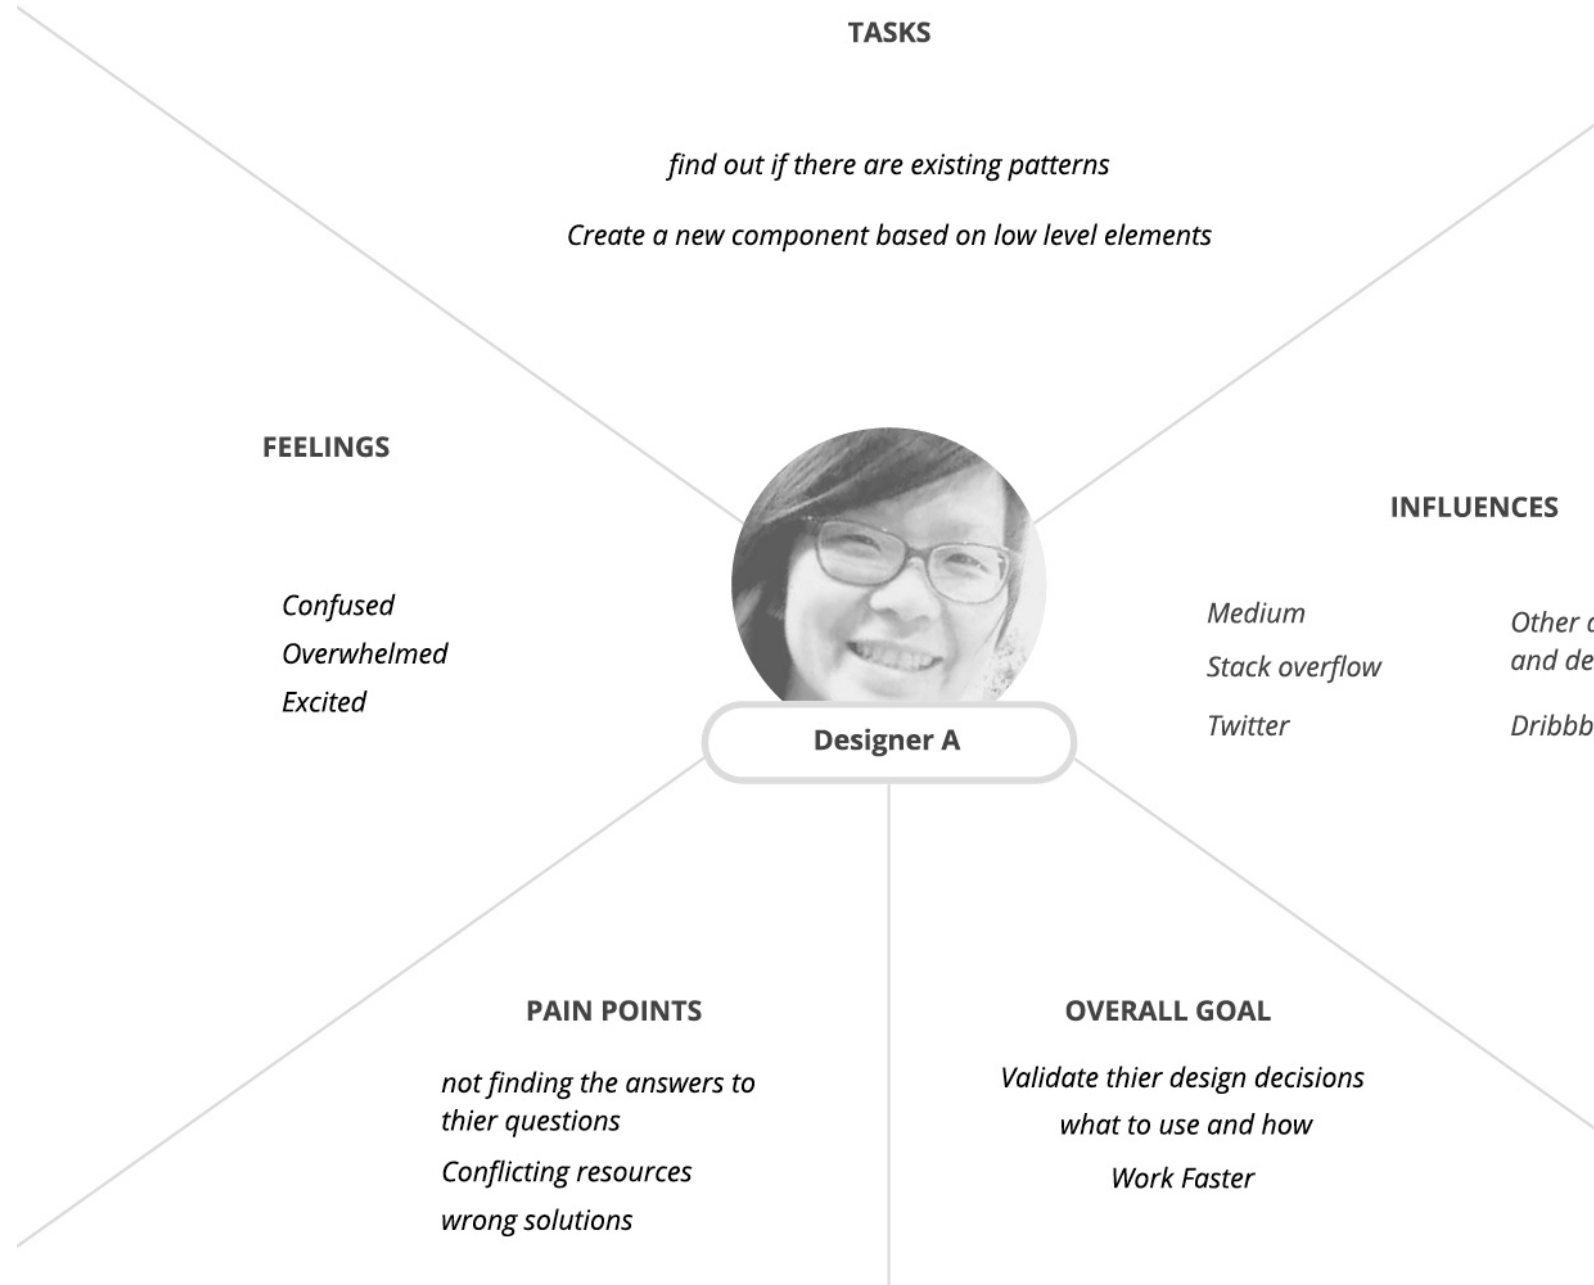 TASKS
find out if there are existing patterns
Create a new component based on low level elements
FEELINGS
Confused
Overwhelmed
Excited
Designer A
INFLUENCES
Medium
Stack overflow
Twitter
Other
and
PAIN POINTS
not finding the answers to
thier questions
Conflicting resources
wrong solutions
OVERALL GOAL
Validate thier design decisions
what to use and how
Work Faster